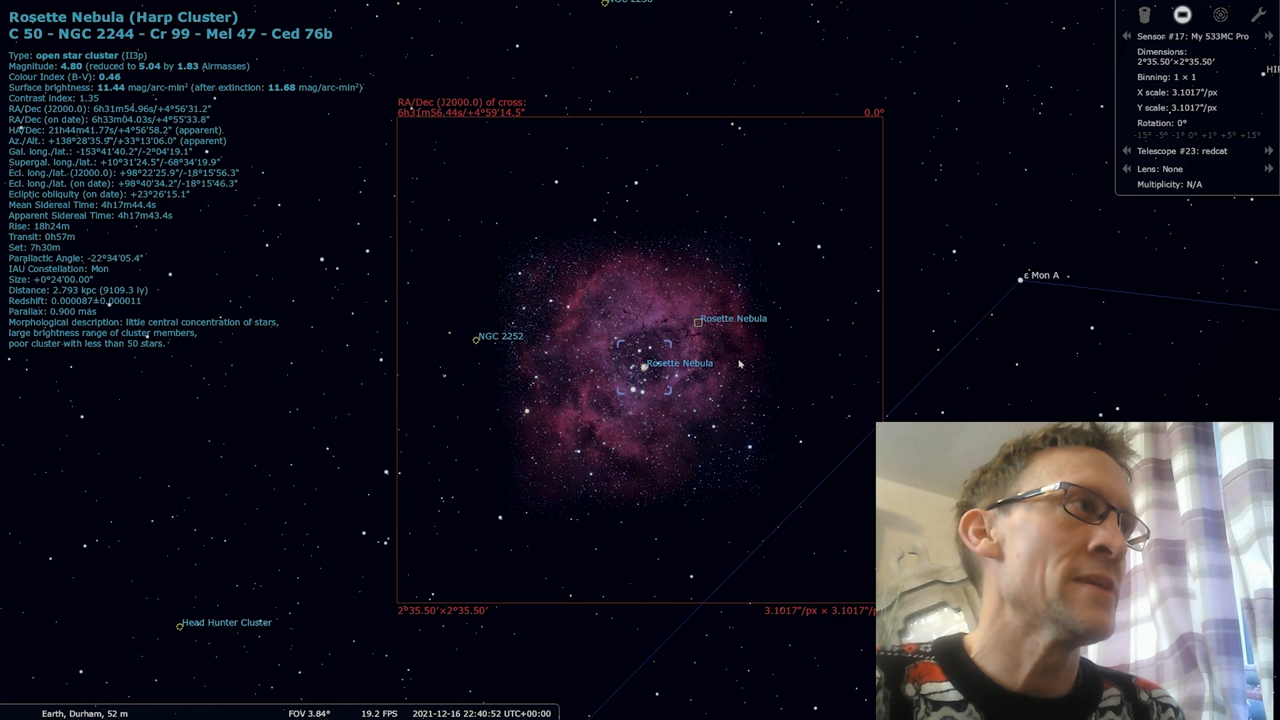 NGC 2236
Rosette Nebula (Harp Cluster)
C 50 - NGC 2244 - Cr 99 - Mel 47 - Ced 76b
Type: open star cluster (II3p)
Magnitude: 4.80 (reduced to 5.04 by 1.83 Airmasses)
Colour Index (B-V): 0.46
Surface brightness: 11.44 mag/arc-min² (after extinction: 11.68 mag/arc-min²)
Contrast Index: 1.35
RA/Dec (J2000.0): 6h31m54.96s/+4°56'31.2"
RA/Dec (on date): 6h33m04.03s/+4°55'33.8"
HA/Dec: 21h44m41.77s/+4°56'58.2" (apparent)
Az./Alt.: +138°28'35.9"/+33°13'06.0" (apparent)
Gal. long./lat.: -153°41'40.2"/-2°04'19.1"
Supergal. long./lat.: +10°31'24.5"/-68°34'19.9"
Ecl. long./lat. (J2000.0): +98°22'25.9"/-18°15'56.3"
Ecl. long./lat. (on date): +98°40'34.2"/-18°15'46.3"
Ecliptic obliquity (on date): +23°26'15.1"
Mean Sidereal Time: 4h17m44.4s
Apparent Sidereal Time: 4h17m43.4s
Rise: 18h24m
Transit: 0h57m
Set: 7h30m
Parallactic Angle: -22°34'05.4"
IAU Constellation: Mon
Size: +0°24'00.00"
Distance: 2.793 kpc (9109.3 ly)
Redshift: 0.000087±0.000011
Parallax: 0.900 mas
Morphological description: little central concentration of stars,
large brightness range of cluster members,
poor cluster with less than 50 stars.
RA/Dec (J2000.0) of cross:
6h31m56.44s/+4°59'14.5"
0.0°
Rosette Nebula
NGC 2252
Rosette Nebula
ε Mon A
2°35.50'×2°35.50'
3.1017"/px × 3.1017"/p
Head Hunter Cluster
Sensor #17: My 533MC Pro
Dimensions:
2°35.50'×2°35.50'
Binning: 1 × 1
X scale: 3.1017"/px
Y scale: 3.1017"/px
Rotation: 0°
-15° -5° -1° 0° +1° +5° +15°
Telescope #23: redcat
Lens: None
Multiplicity: N/A
HI
Earth, Durham, 52 m
FOV 3.84°
19.2 FPS
2021-12-16 22:40:52 UTC+00:00